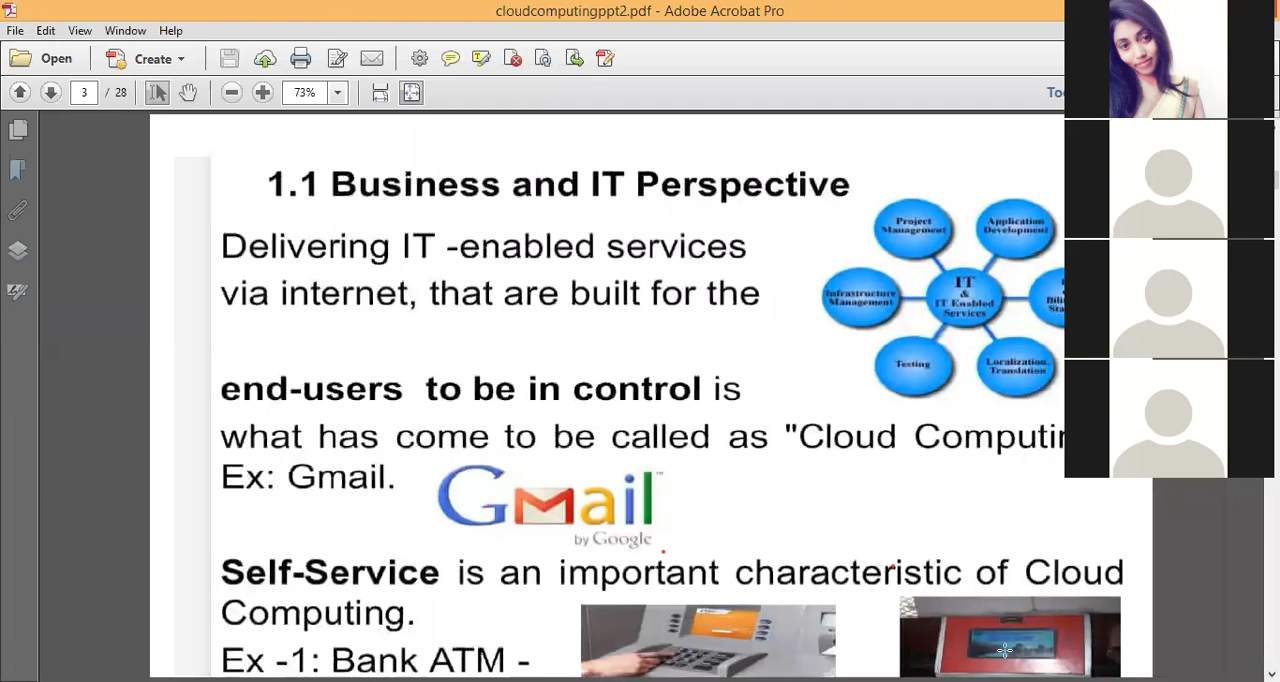 cloudcomputingppt2.pdf - Adobe Acrobat Pro
File Edit View Window Help
Open Create
3 / 28 73%
1.1 Business and IT Perspective
Delivering IT -enabled services
via internet, that are built for the
end-users to be in control is
what has come to be called as "Cloud
Ex: Gmail.
Project
Management
Application
Development
Infrastructure
Management
IT
&
IT Enabled
Services
Testing
Localization,
Translation
Gmail
by Google
Self-Service is an important characteristic of Cloud
Computing.
Ex -1: Bank ATM -